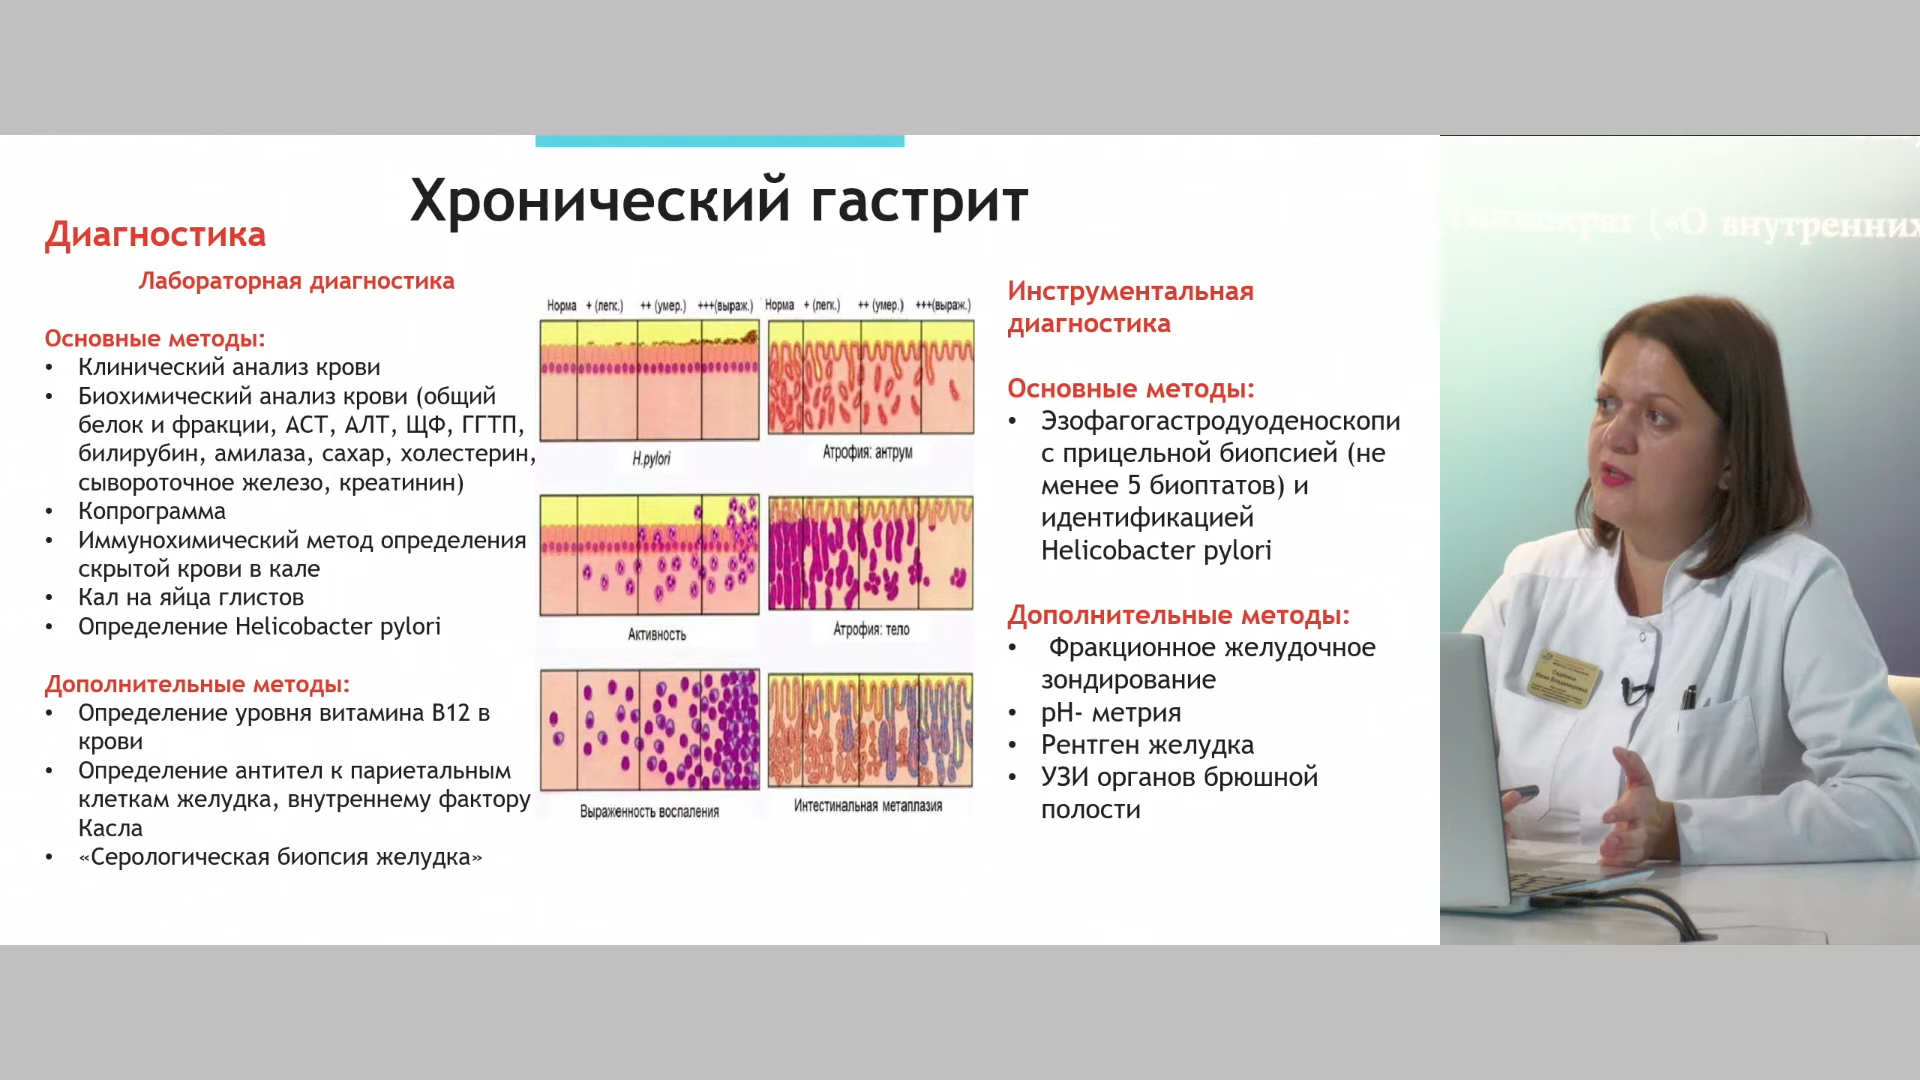 Хронический гастрит
Диагностика
Лабораторная диагностика
Основные методы:
• Клинический анализ крови
• Биохимический анализ крови (общий
белок и фракции, АСТ, АЛТ, ЩФ, ГГТП,
билирубин, амилаза, сахар, холестерин,
сывороточное железо, креатинин)
• Копрограмма
• Иммунохимический метод определения
скрытой крови в кале
• Кал на яйца глистов
• Определение Helicobacter pylori
Дополнительные методы:
• Определение уровня витамина В12 в
крови
• Определение антител к париетальным
клеткам желудка, внутреннему фактору
Касла
• «Серологическая биопсия желудка»
Норма + (легк.) ++ (умер.) +++(выраж.) Норма + (легк.) ++ (умер.) +++(выраж.)
H.pylori
Атрофия: антрум
Активность
Атрофия: тело
Выраженность воспаления
Интестинальная метаплазия
Инструментальная
диагностика
Основные методы:
• Эзофагогастродуоденоскопи
с прицельной биопсией (не
менее 5 биоптатов) и
идентификацией
Helicobacter pylori
Дополнительные методы:
• Фракционное желудочное
зондирование
• рН- метрия
• Рентген желудка
• УЗИ органов брюшной
полости
(«О внутренних